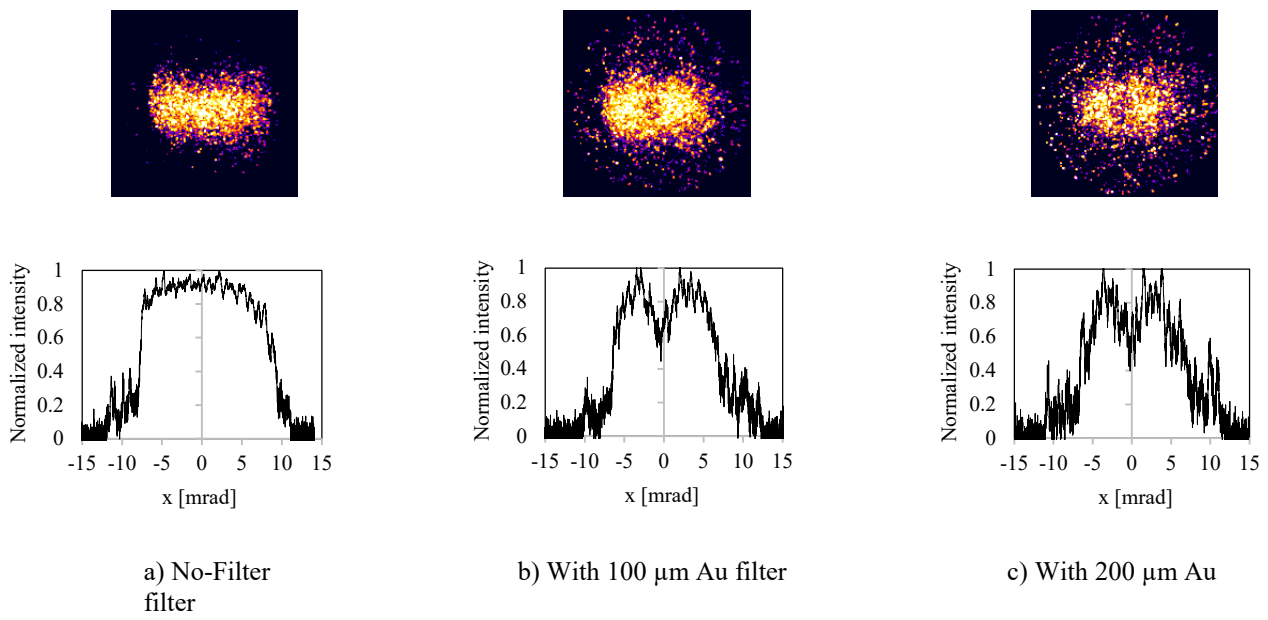 Normalized intensity
1
0.8
0.6
0.4
0.2
0
-15 -10 -5 0 5 10 15
x [mrad]
a) No-Filter
filter
Normalized intensity
1
0.8
0.6
0.4
0.2
0
-15 -10 -5 0 5 10 15
x [mrad]
b) With 100 µm Au filter
Normalized intensity
1
0.8
0.6
0.4
0.2
0
-15 -10 -5 0 5 10 15
x [mrad]
c) With 200 µm Au